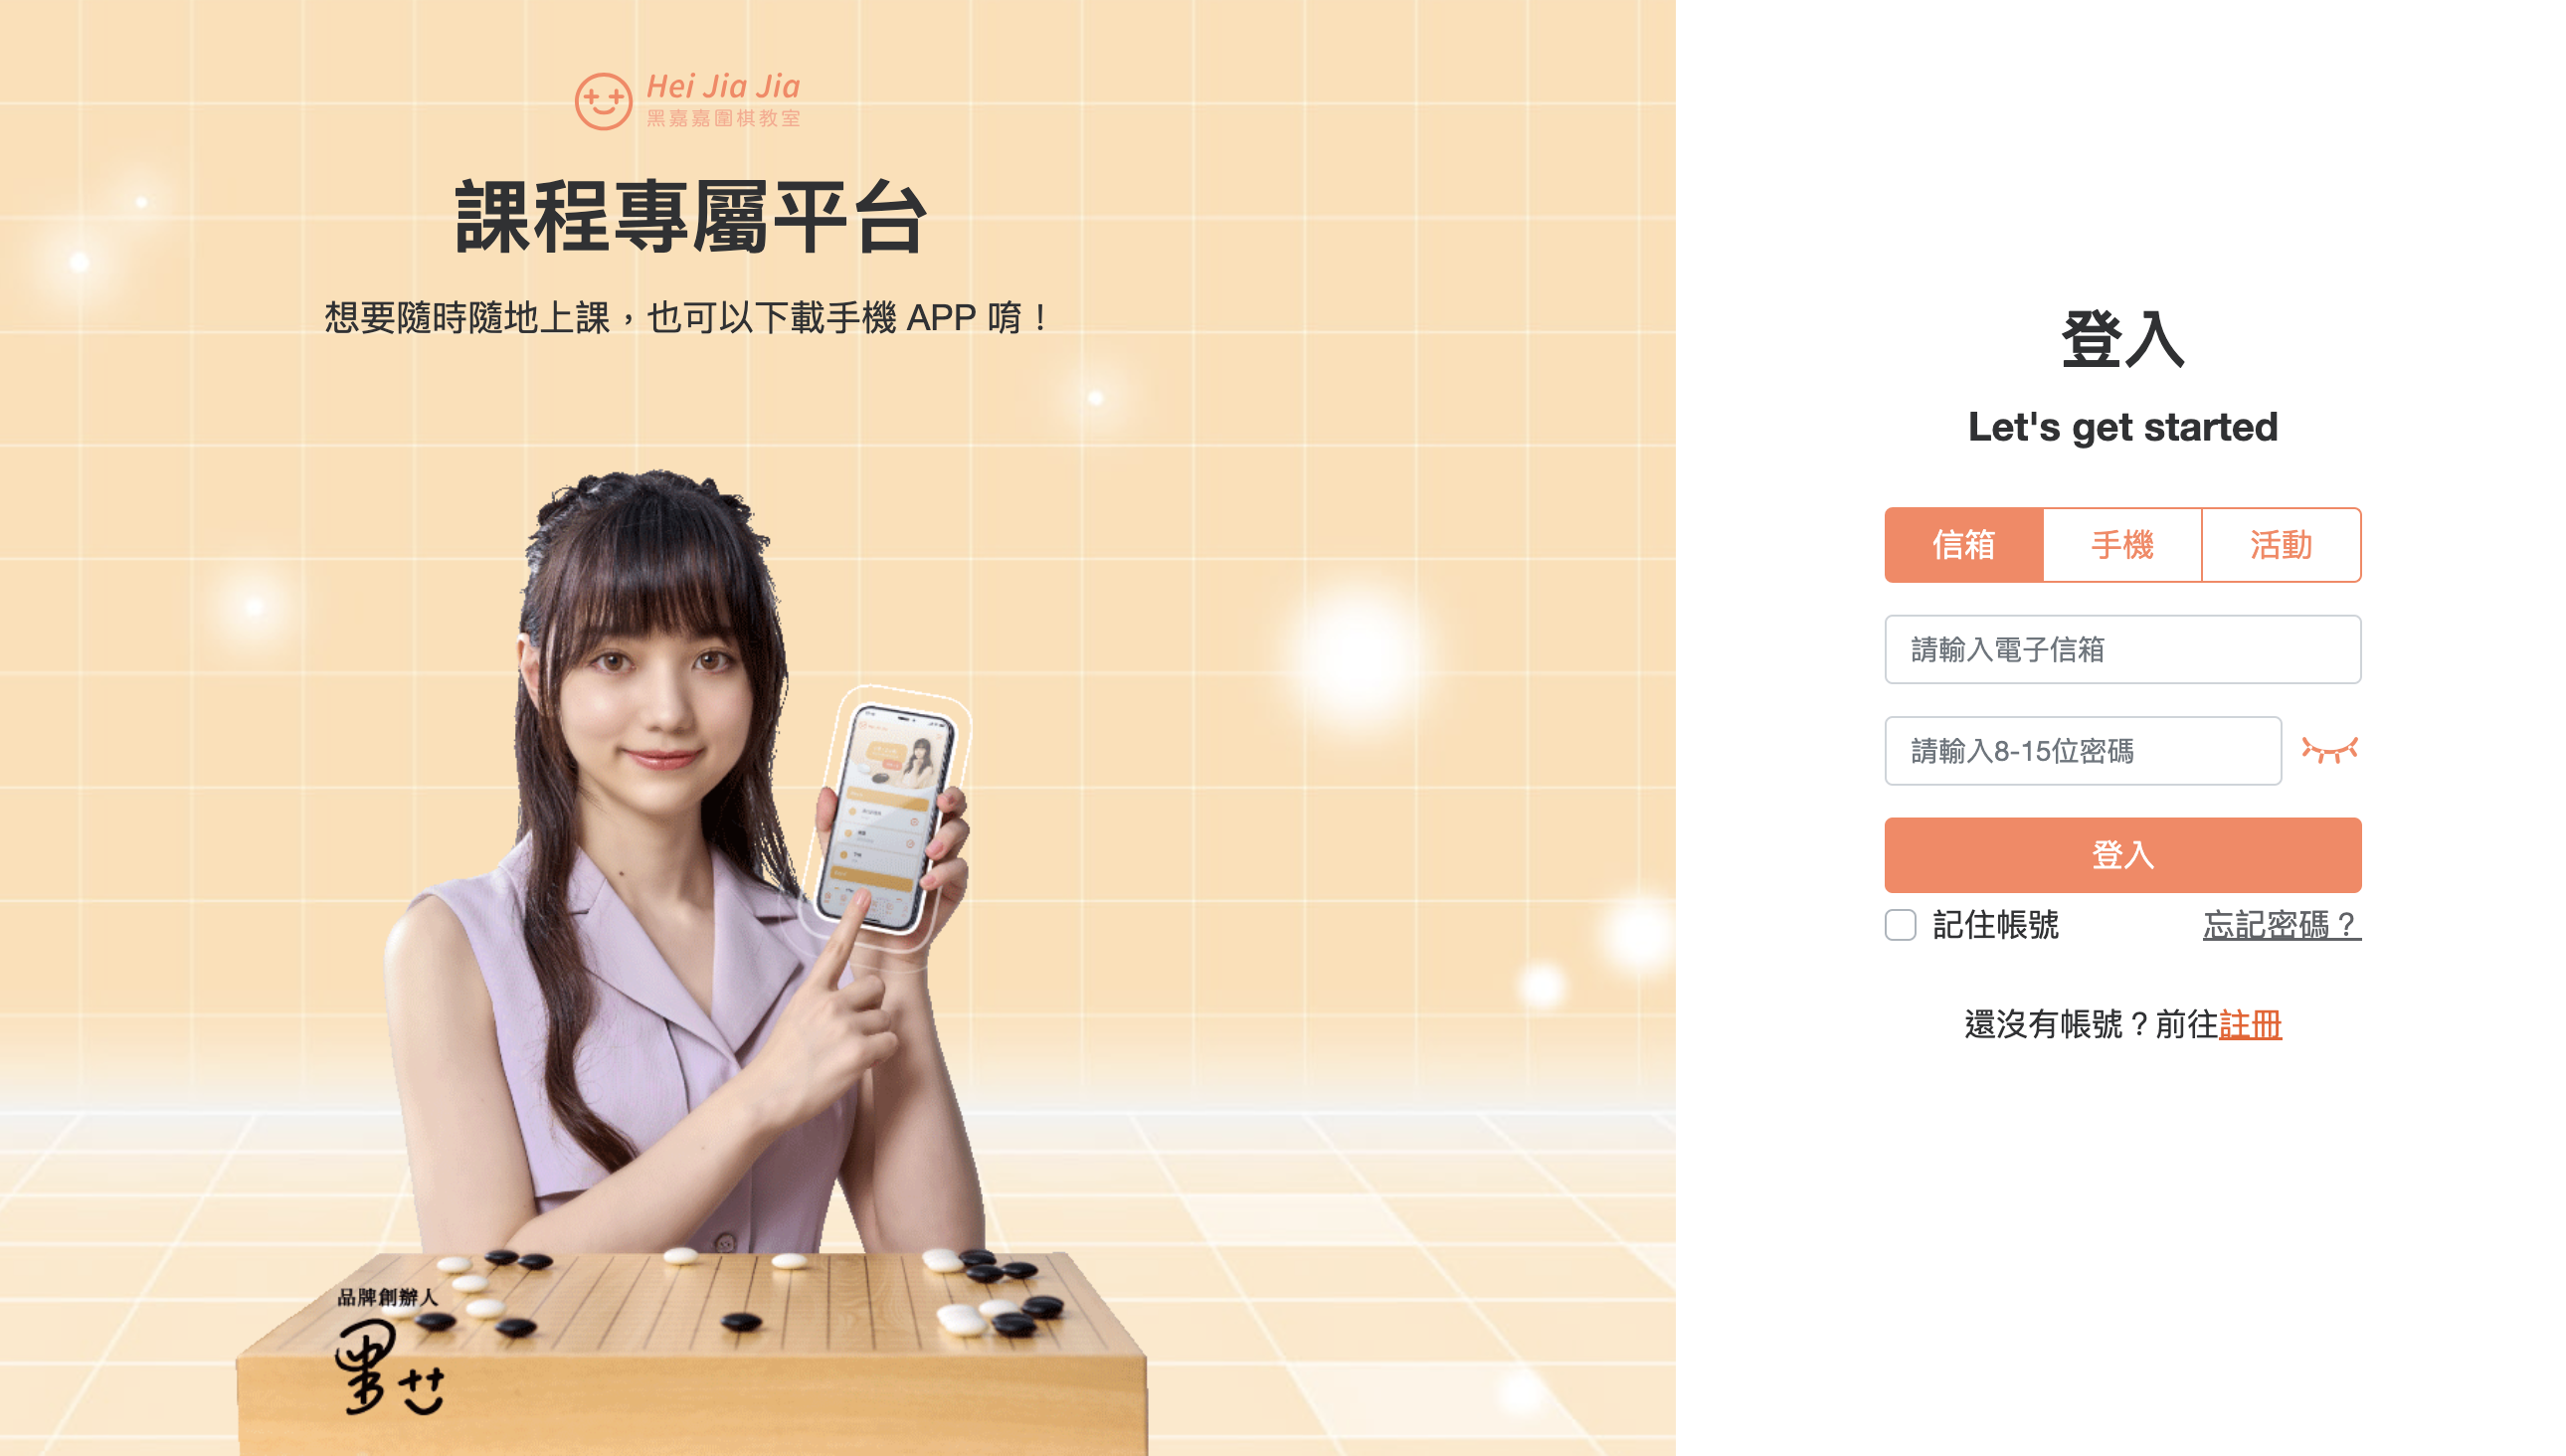 Hei Jia Jia
黑嘉嘉圍棋教室
課程專屬平台
想要隨時隨地上課，也可以下載手機 APP 唷！
品牌創辦人
登入
Let's get started
信箱 手機 活動
請輸入電子信箱
請輸入8-15位密碼
登入
記住帳號 忘記密碼？
還沒有帳號？前往註冊